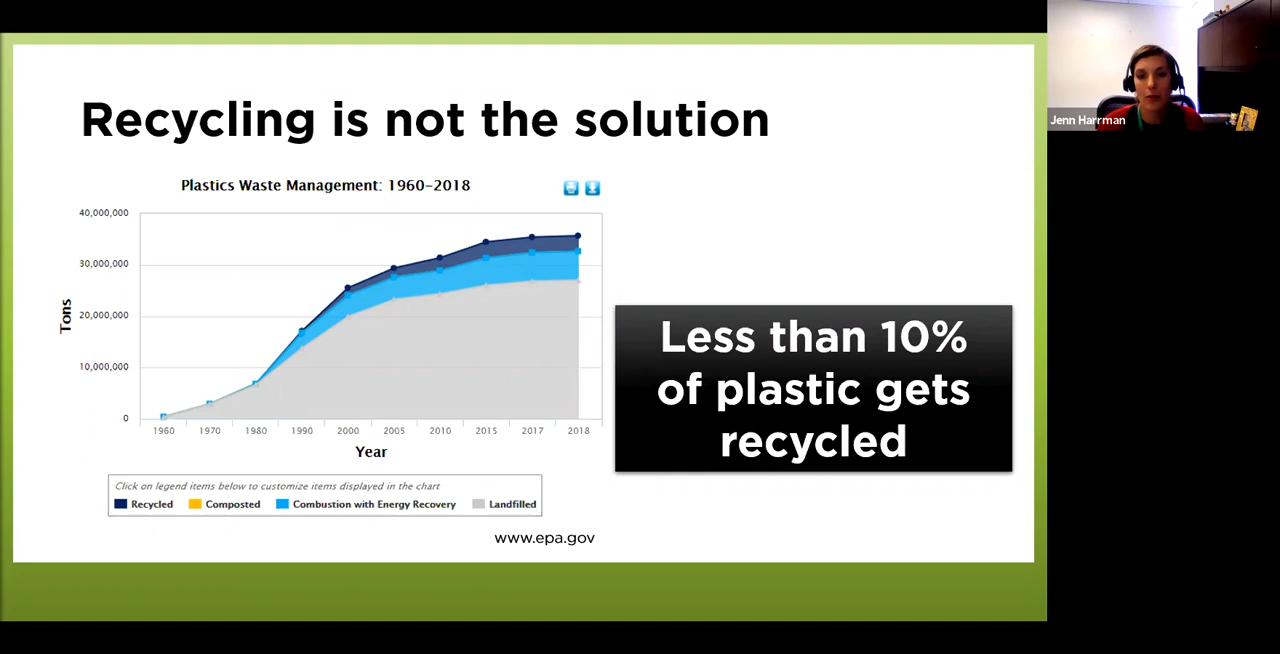 Recycling is not the solution
Plastics Waste Management: 1960-2018
40,000,000
30,000,000
20,000,000
10,000,000
0
Tons
1960 1970 1980 1990 2000 2005 2010 2015 2017 2018
Year
Click on legend items below to customize items displayed in the chart
Recycled Composted Combustion with Energy Recovery Landfilled
www.epa.gov
Less than 10%
of plastic gets
recycled
Jenn Harrman